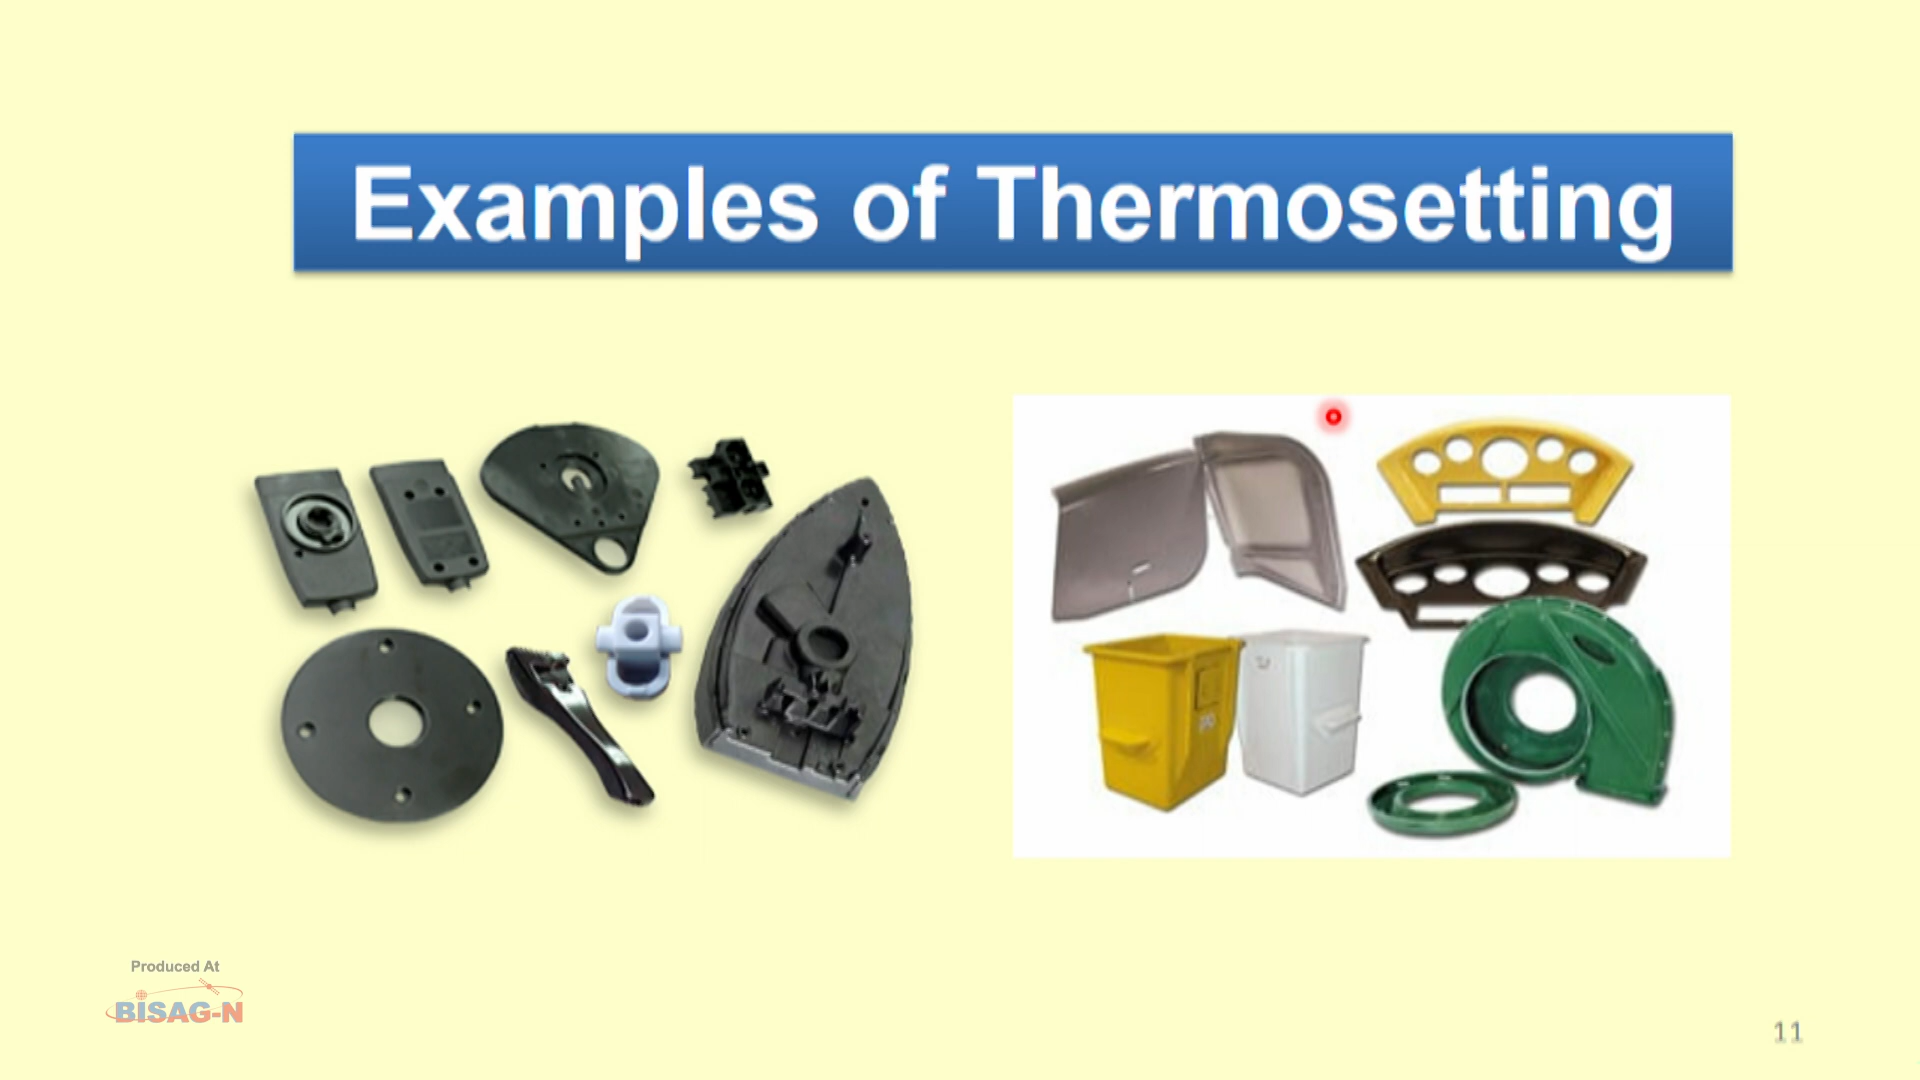 Examples of Thermosetting
Produced At
BISAG-N
11